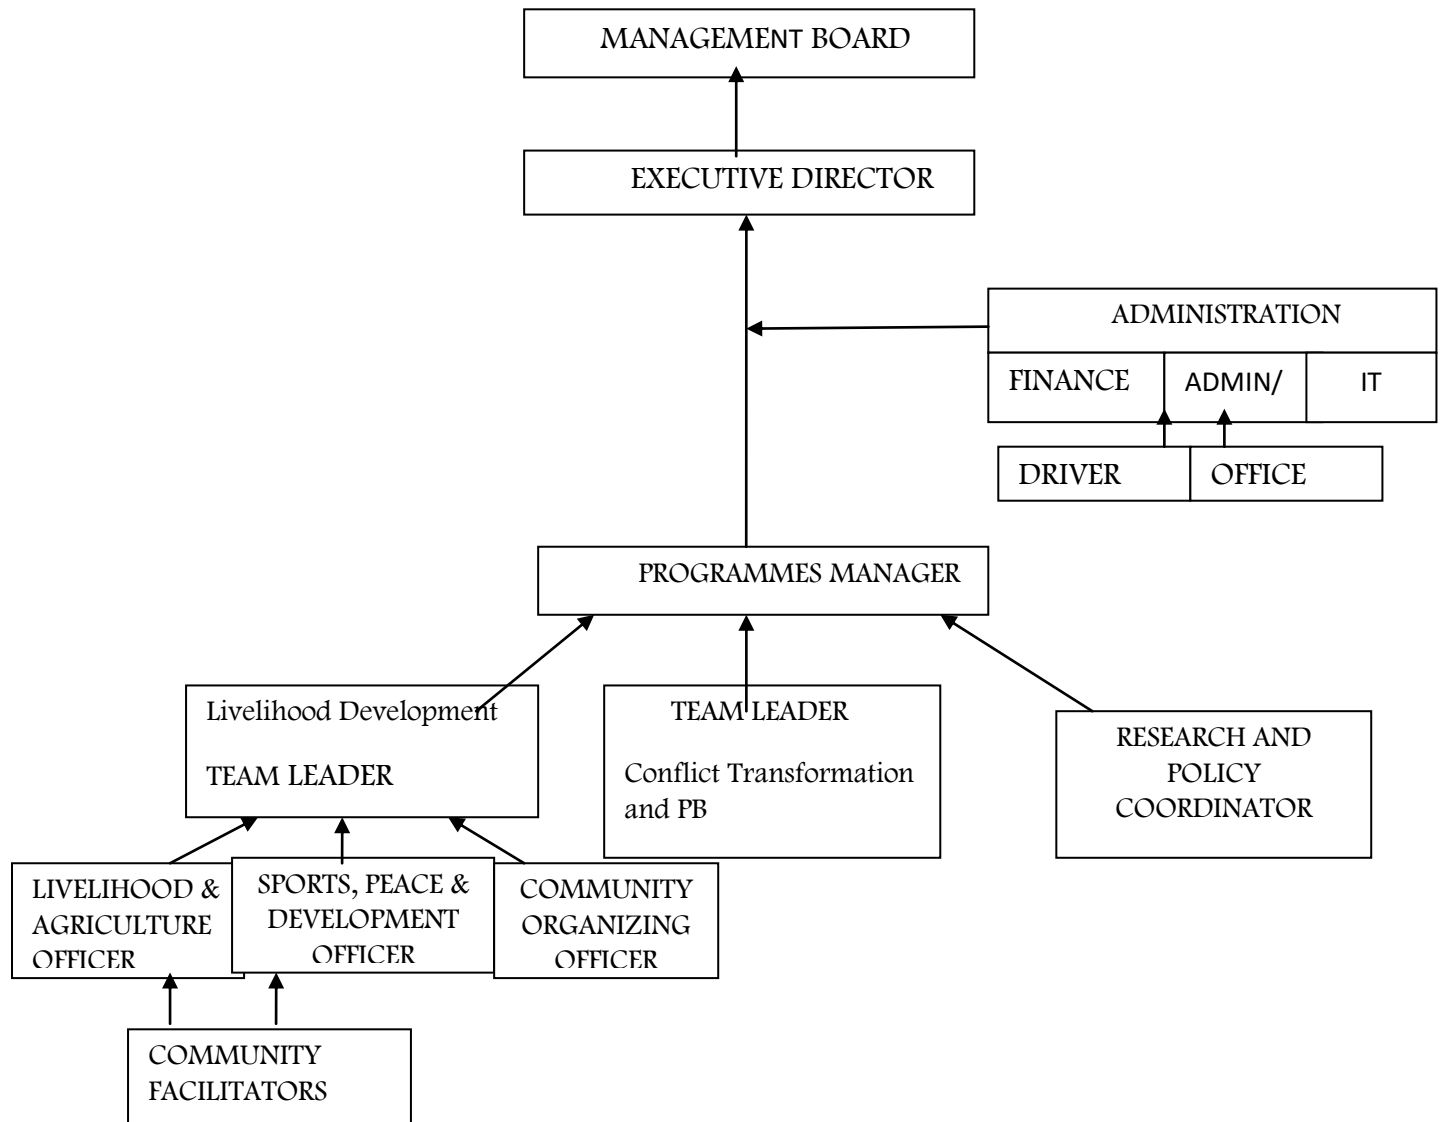 MANAGEMENT BOARD
EXECUTIVE DIRECTOR
ADMINISTRATION
FINANCE
ADMIN/
IT
DRIVER
OFFICE
PROGRAMMES MANAGER
Livelihood Development
TEAM LEADER
TEAM LEADER
Conflict Transformation
and PB
RESEARCH AND
POLICY
COORDINATOR
LIVELIHOOD &
AGRICULTURE
OFFICER
SPORTS, PEACE &
DEVELOPMENT
OFFICER
COMMUNITY
ORGANIZING
OFFICER
COMMUNITY
FACILITATORS